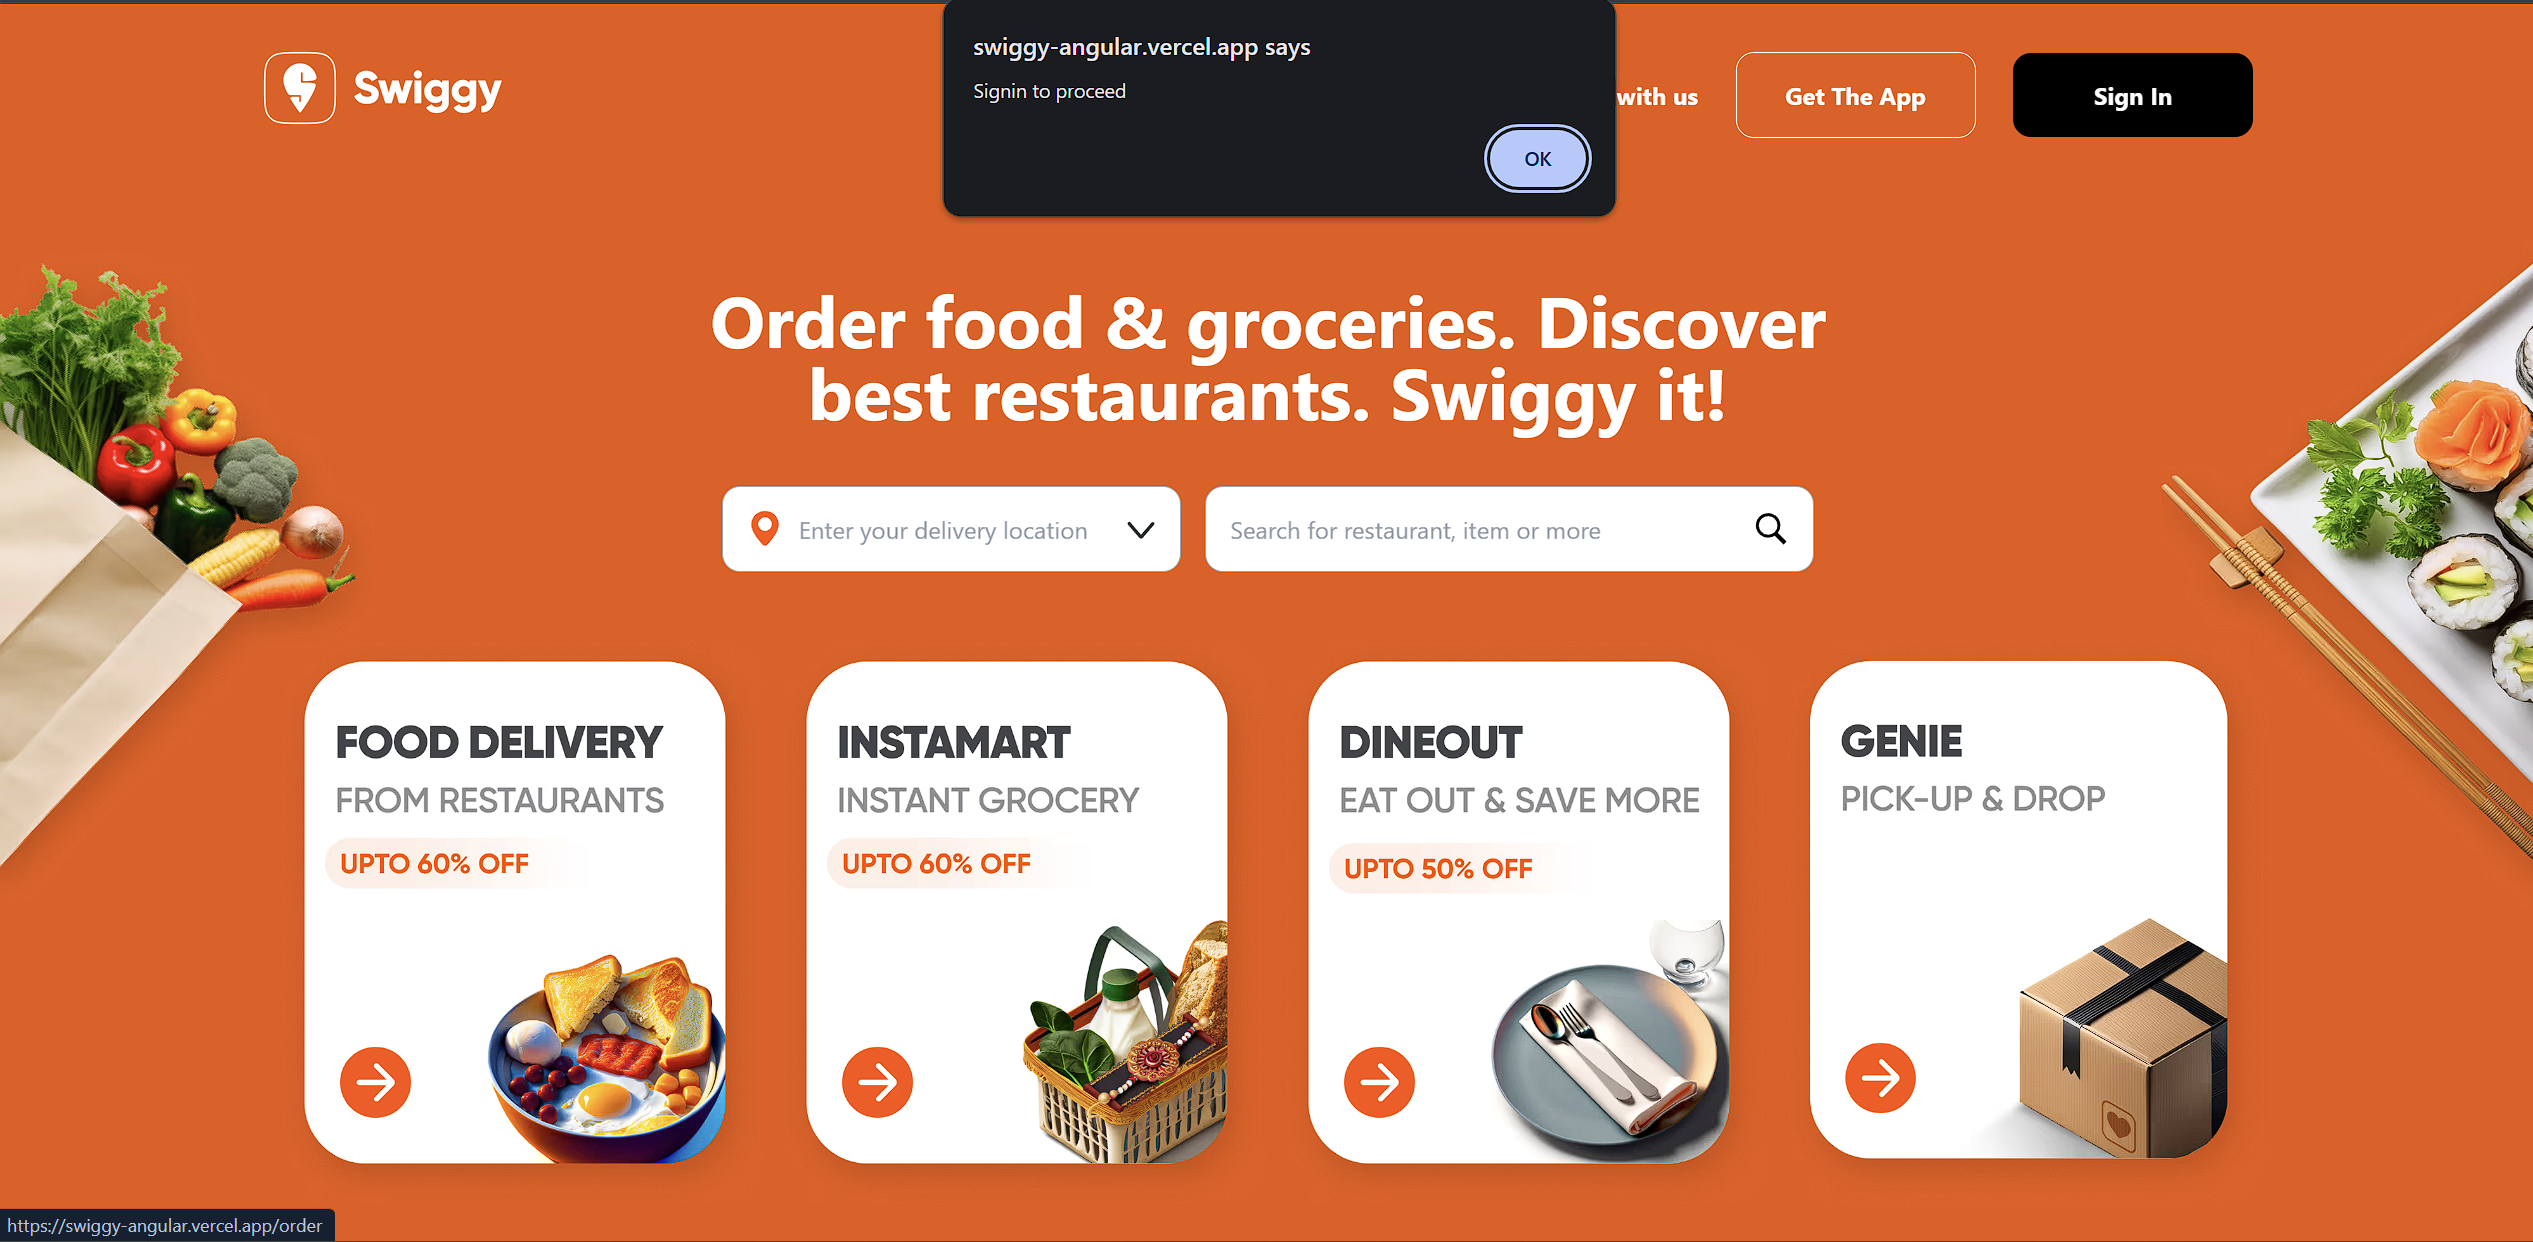 swiggy-angular.vercel.app says
Signin to proceed
OK
Swiggy
with us
Get The App
Sign In
Order food & groceries. Discover
best restaurants. Swiggy it!
Enter your delivery location
Search for restaurant, item or more
FOOD DELIVERY
FROM RESTAURANTS
UPTO 60% OFF
INSTAMART
INSTANT GROCERY
UPTO 60% OFF
DINEOUT
EAT OUT & SAVE MORE
UPTO 50% OFF
GENIE
PICK-UP & DROP
https://swiggy-angular.vercel.app/order